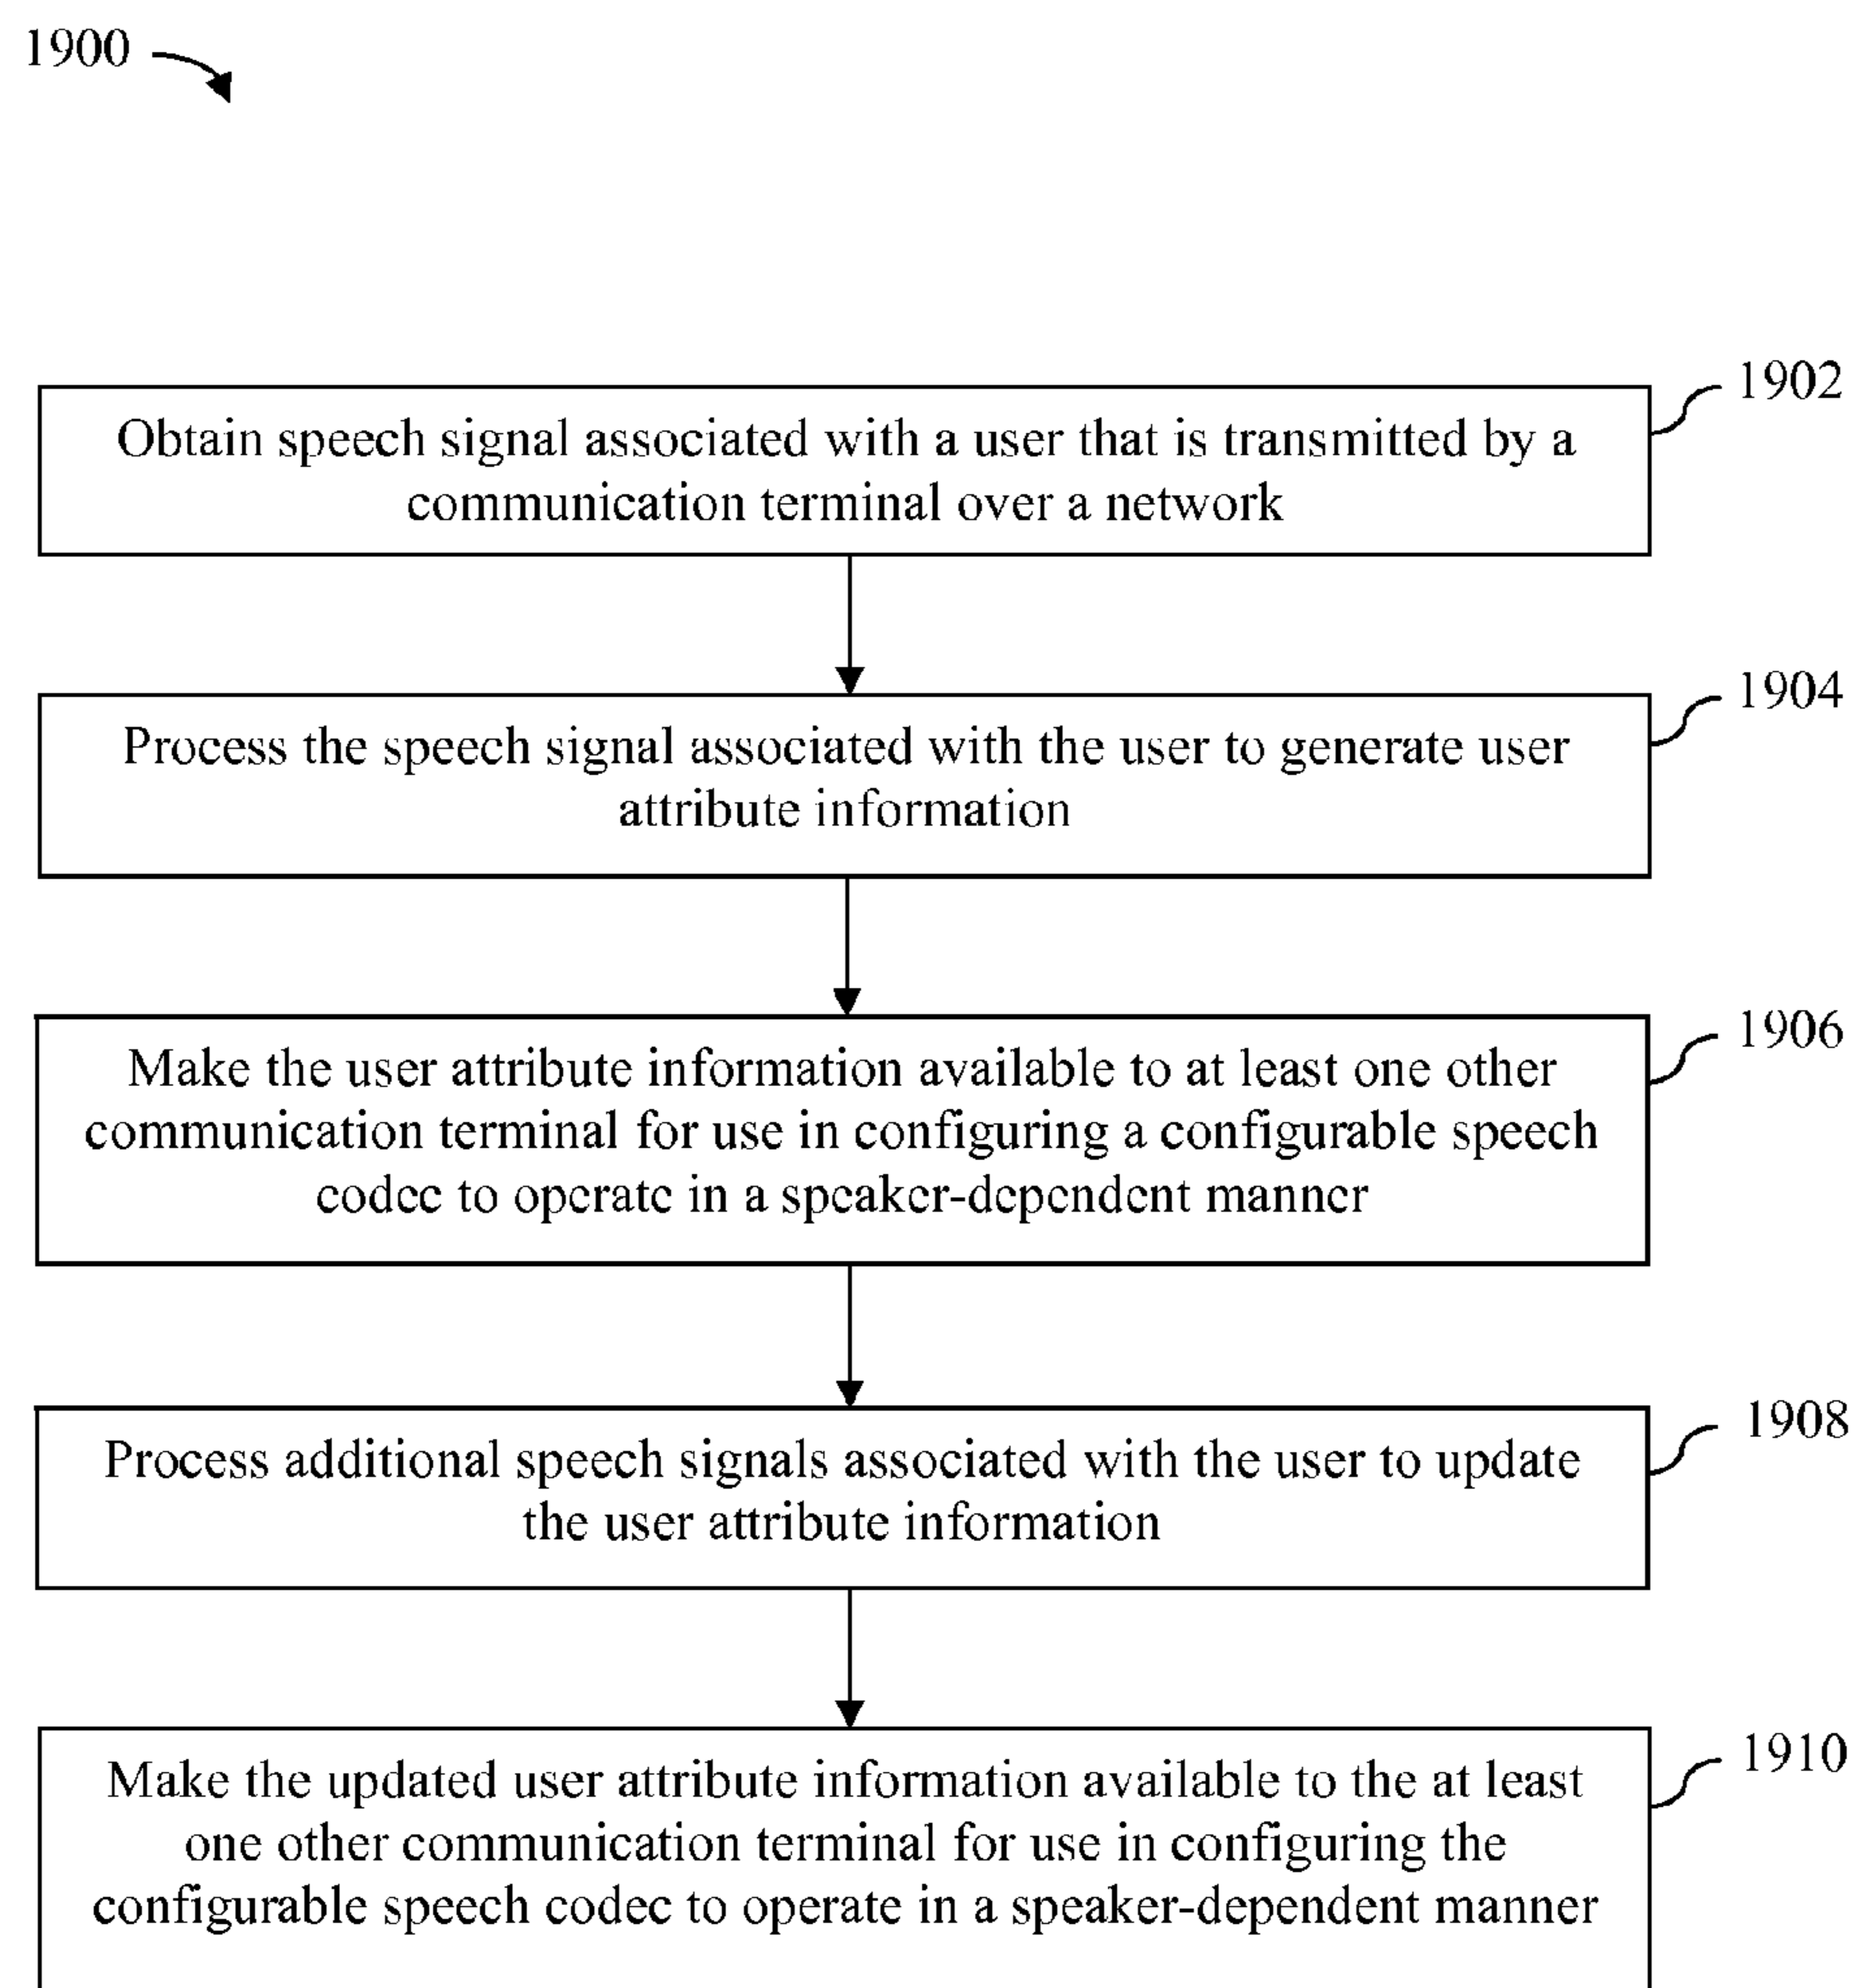 1900
1902
Obtain speech signal associated with a user that is transmitted by a
communication terminal over a network
1904
Process the speech signal associated with the user to generate user
attribute information
1906
Make the user attribute information available to at least one other
communication terminal for use in configuring a configurable speech
codec to operate in a speaker-dependent manner
1908
Process additional speech signals associated with the user to update
the user attribute information
1910
Make the updated user attribute information available to the at least
one other communication terminal for use in configuring the
configurable speech codec to operate in a speaker-dependent manner